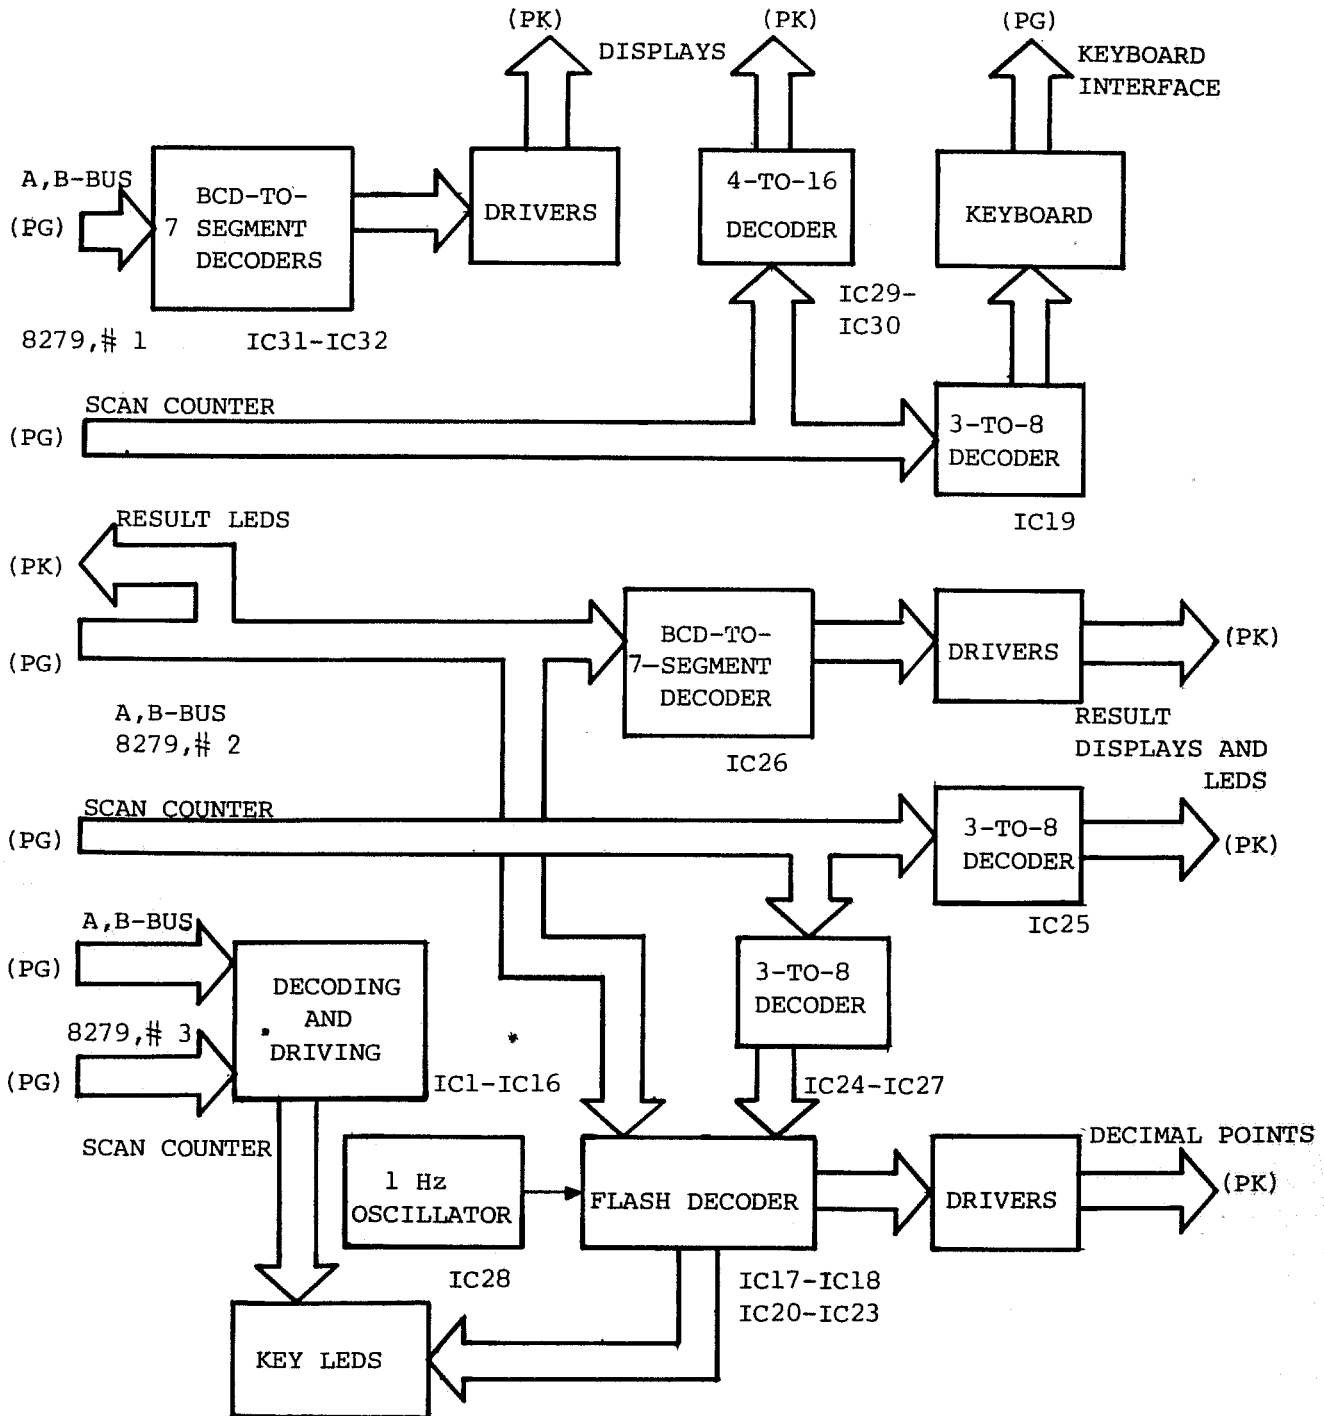 (PK)
DISPLAYS
(PK)
(PG)
KEYBOARD
INTERFACE
A,B-BUS
(PG)
BCD-TO-
7 SEGMENT
DECODERS
DRIVERS
4-TO-16
DECODER
KEYBOARD
8279,# 1
IC31-IC32
IC29-
IC30
SCAN COUNTER
(PG)
3-TO-8
DECODER
IC19
RESULT LEDS
(PK)
(PG)
BCD-TO-
7-SEGMENT
DECODER
DRIVERS
(PK)
A,B-BUS
8279,# 2
IC26
RESULT
DISPLAYS AND
LEDS
SCAN COUNTER
(PG)
3-TO-8
DECODER
(PK)
IC25
A,B-BUS
(PG)
8279,# 3
(PG)
DECODING
AND
DRIVING
3-TO-8
DECODER
IC1-IC16
IC24-IC27
SCAN COUNTER
1 Hz
OSCILLATOR
FLASH DECODER
DRIVERS
DECIMAL POINTS
(PK)
IC28
IC17-IC18
IC20-IC23
KEY LEDS